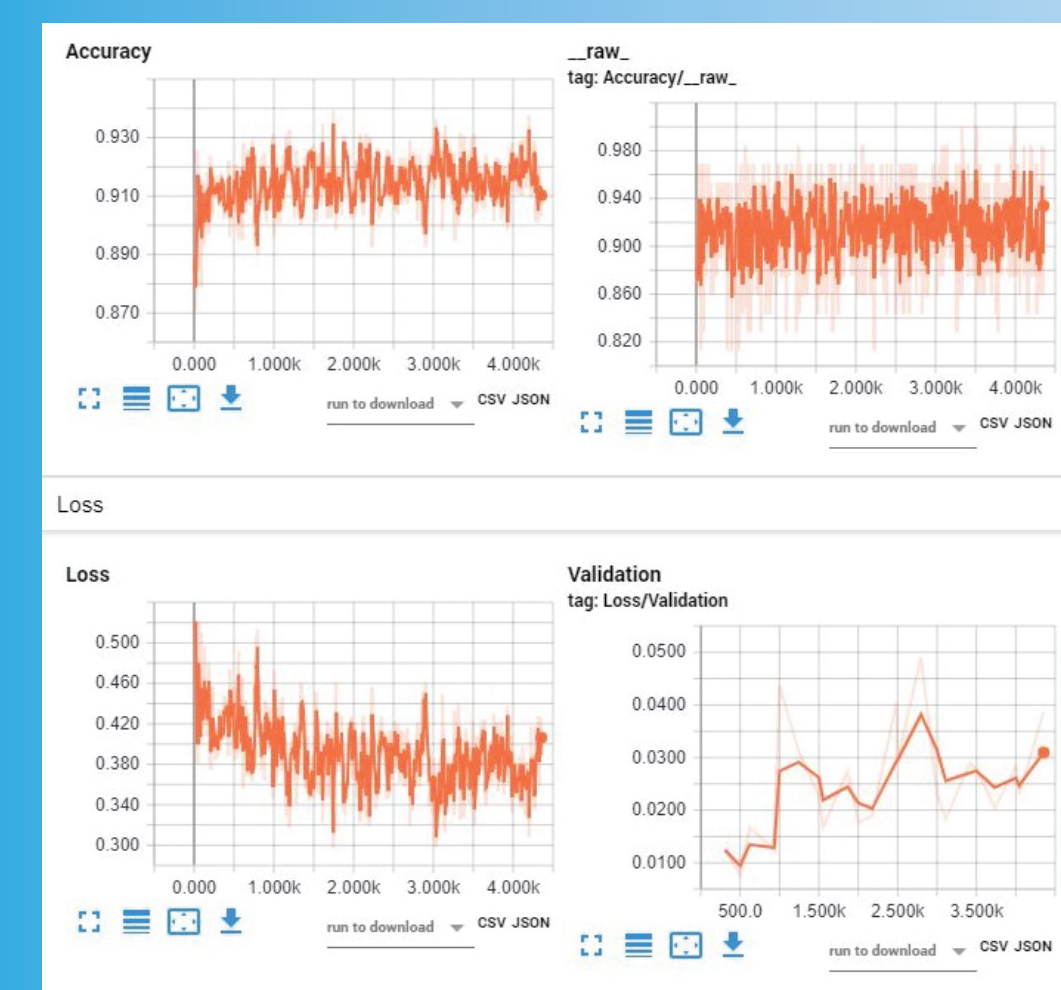 Accuracy
0.930
0.910
0.890
0.870
0.000 1.000k 2.000k 3.000k 4.000k
run to download CSV JSON
__raw_
tag: Accuracy/__raw_
0.980
0.940
0.900
0.860
0.820
0.000 1.000k 2.000k 3.000k 4.000k
run to download CSV JSON
Loss
Loss
0.500
0.460
0.420
0.380
0.340
0.300
0.000 1.000k 2.000k 3.000k 4.000k
run to download CSV JSON
Validation
tag: Loss/Validation
0.0500
0.0400
0.0300
0.0200
0.0100
500.0 1.500k 2.500k 3.500k
run to download CSV JSON